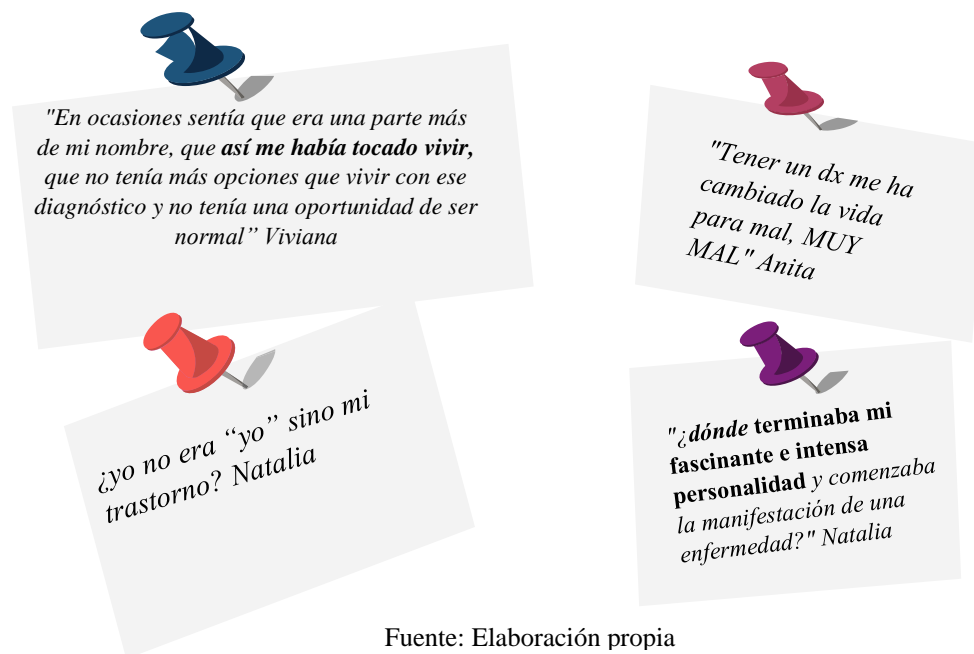 "En ocasiones sentía que era una parte más
de mi nombre, que así me había tocado vivir,
que no tenía más opciones que vivir con ese
diagnóstico y no tenía una oportunidad de ser
normal” Viviana
"Tener un dx me ha
cambiado la vida
para mal, MUY
MAL" Anita
¿yo no era “yo” sino mi
trastorno? Natalia
"¿dónde terminaba mi
fascinante e intensa
personalidad y comenzaba
la manifestación de una
enfermedad?" Natalia
Fuente: Elaboración propia